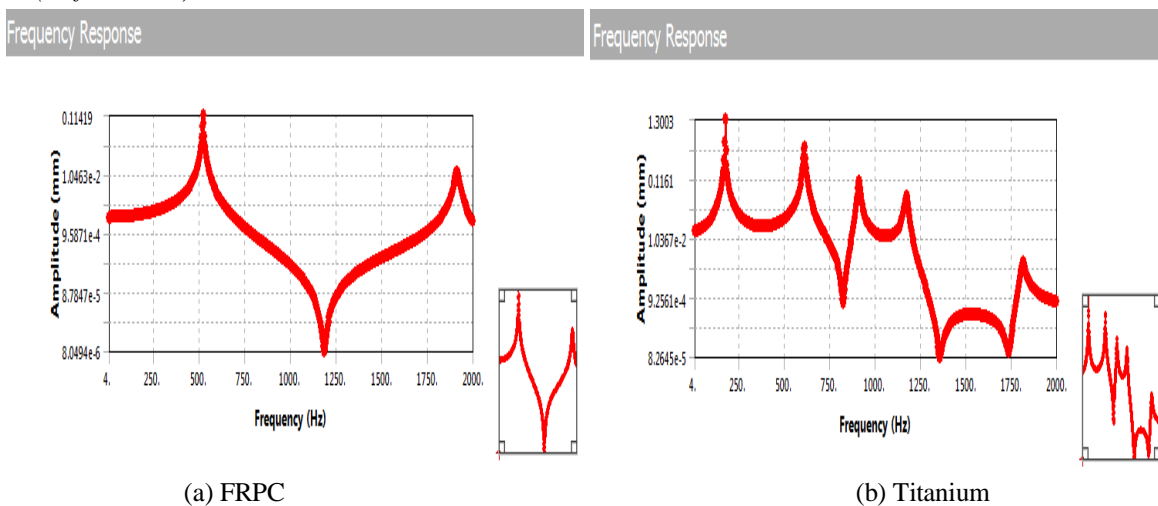 Frequency Response
0.11419
1.0463e-2
9.5871e-4
8.7847e-5
8.0494e-6
Amplitude (mm)
4. 250. 500. 750. 1000. 1250. 1500. 1750. 2000.
Frequency (Hz)
(a) FRPC
Frequency Response
1.3003
0.1161
1.0367e-2
9.2561e-4
8.2645e-5
Amplitude (mm)
4. 250. 500. 750. 1000. 1250. 1500. 1750. 2000.
Frequency (Hz)
(b) Titanium